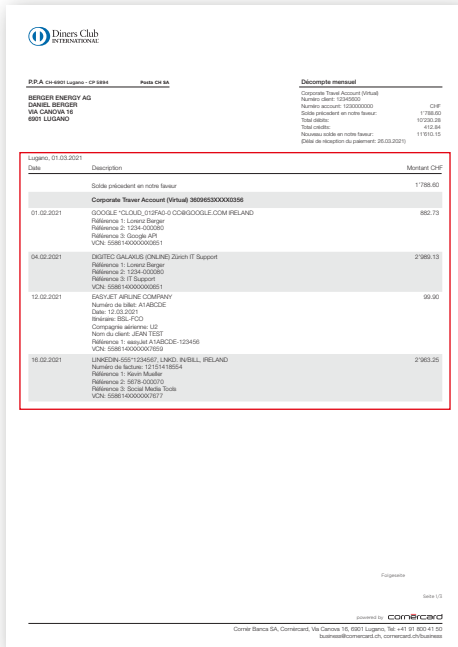 Diners Club
INTERNATIONAL
P.P.A CH-6901 Lugano - CP 5894 Poste CH SA
Décompte mensuel
BERGER ENERGY AG
DANIEL BERGER
VIA CANOVA 16
6901 LUGANO
Corporate Travel Account (Virtual)
Numéro client: 12345600
Numéro account: 1230000000 CHF
Solde précedent en notre faveur: 1'788.60
Total débits: 10'230.28
Total crédits: 412.84
Nouveau solde en notre faveur: 11'610.15
(Délai de réception du paiement: 26.03.2021)
Lugano, 01.03.2021
Date Description Montant CHF
Solde précedent en notre faveur 1'788.60
Corporate Traver Account (Virtual) 3609653XXXX0356
01.02.2021 GOOGLE *CLOUD_012FA0-0 CC@GOOGLE.COM IRELAND 882.73
Référence 1: Lorenz Berger
Référence 2: 1234-000080
Référence 3: Google API
VCN: 558614XXXXXX0651
04.02.2021 DIGITEC GALAXUS (ONLINE) Zürich IT Support 2'969.13
Référence 1: Lorenz Berger
Référence 2: 1234-000080
Référence 3: IT Support
VCN: 558614XXXXXX0651
12.02.2021 EASYJET AIRLINE COMPANY 99.90
Numéro de billet: A1ABCDE
Date: 12.03.2021
Itinéraire: BSL-FCO
Compagnie aérienne: U2
Nom du client: JEAN TEST
Référence 1: easyJet A1ABCDE-123456
VCN: 558614XXXXXX7659
16.02.2021 LINKEDIN-555*1234567, LNKD. IN/BILL, IRELAND 2'963.25
Numéro de facture: 12151418554
Référence 1: Kevin Mueller
Référence 2: 5678-000070
Référence 3: Social Media Tools
VCN: 558614XXXXXX7677
Folgeseite
Seite 1/3
powered by cornèrcard
Cornèr Banca SA, Cornèrcard, Via Canova 16, 6901 Lugano, Tel: +41 91 800 41 50
business@cornercard.ch, cornercard.ch/business